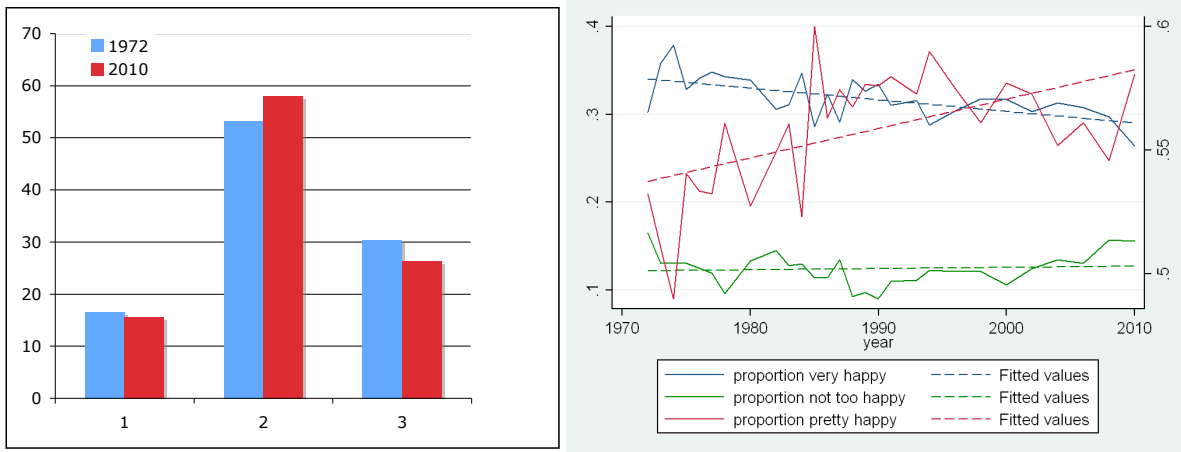 70
60
50
40
30
20
10
0
1972
2010
1 2 3
.4
.3
.2
.1
.6
.55
.5
1970 1980 1990 2000 2010
year
proportion very happy Fitted values
proportion not too happy Fitted values
proportion pretty happy Fitted values